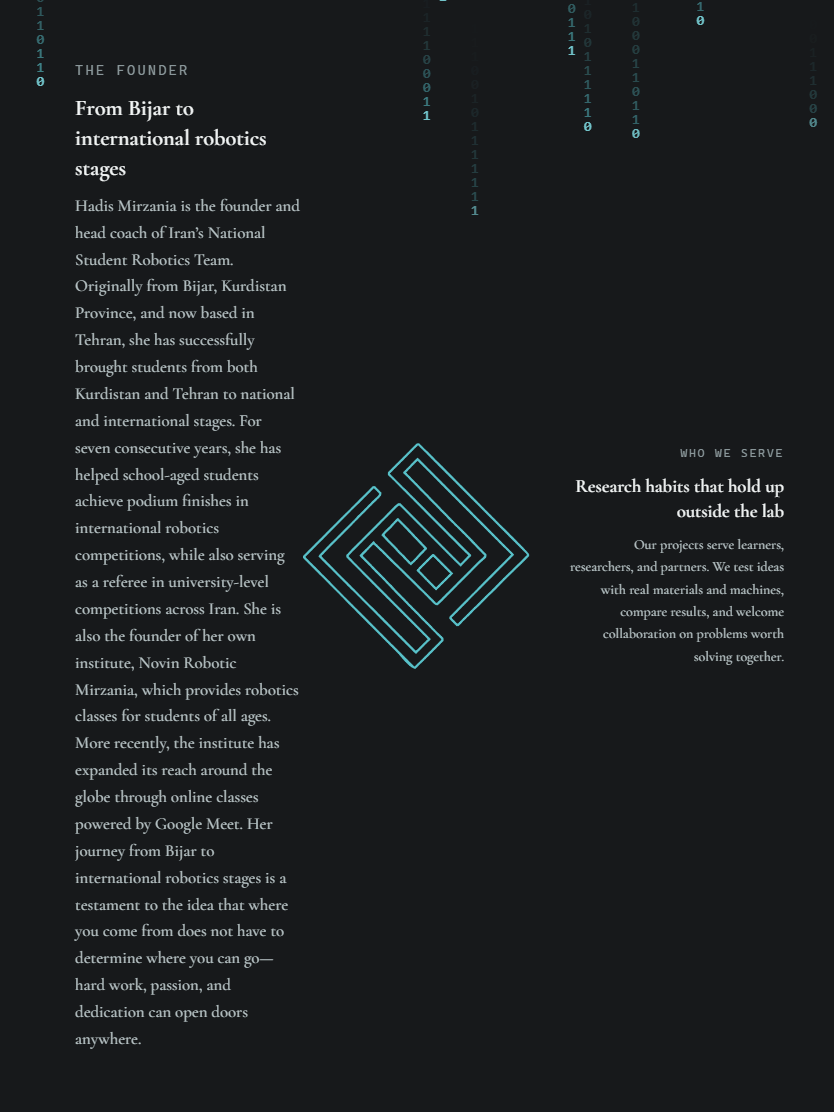 THE FOUNDER
From Bijar to
international robotics
stages
Hadis Mirzania is the founder and
head coach of Iran’s National
Student Robotics Team.
Originally from Bijar, Kurdistan
Province, and now based in
Tehran, she has successfully
brought students from both
Kurdistan and Tehran to national
and international stages. For
seven consecutive years, she has
helped school-aged students
achieve podium finishes in
international robotics
competitions, while also serving
as a referee in university-level
competitions across Iran. She is
also the founder of her own
institute, Novin Robotic
Mirzania, which provides robotics
classes for students of all ages.
More recently, the institute has
expanded its reach around the
globe through online classes
powered by Google Meet. Her
journey from Bijar to
international robotics stages is a
testament to the idea that where
you come from does not have to
determine where you can go—
hard work, passion, and
dedication can open doors
anywhere.
WHO WE SERVE
Research habits that hold up
outside the lab
Our projects serve learners,
researchers, and partners. We test ideas
with real materials and machines,
compare results, and welcome
collaboration on problems worth
solving together.